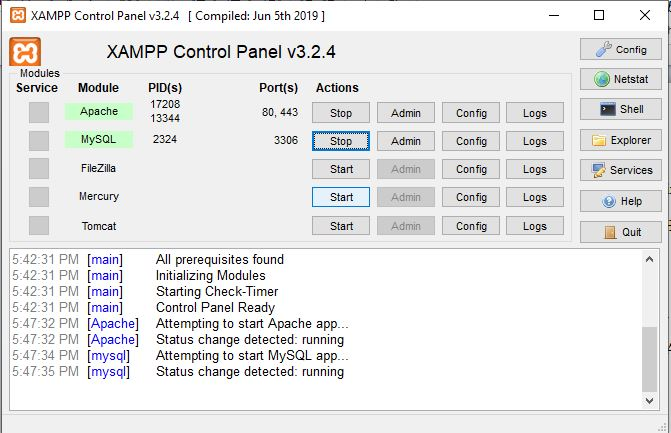 XAMPP Control Panel v3.2.4 [ Compiled: Jun 5th 2019 ]
XAMPP Control Panel v3.2.4
Config
Modules
Service Module PID(s) Port(s) Actions
Netstat
Apache 17208 13344 80, 443 Stop Admin Config Logs
Shell
MySQL 2324 3306 Stop Admin Config Logs
Explorer
FileZilla Start Admin Config Logs
Services
Mercury Start Admin Config Logs
Help
Tomcat Start Admin Config Logs
Quit
5:42:31 PM [main] All prerequisites found
5:42:31 PM [main] Initializing Modules
5:42:31 PM [main] Starting Check-Timer
5:42:31 PM [main] Control Panel Ready
5:47:32 PM [Apache] Attempting to start Apache app...
5:47:32 PM [Apache] Status change detected: running
5:47:34 PM [mysql] Attempting to start MySQL app...
5:47:35 PM [mysql] Status change detected: running